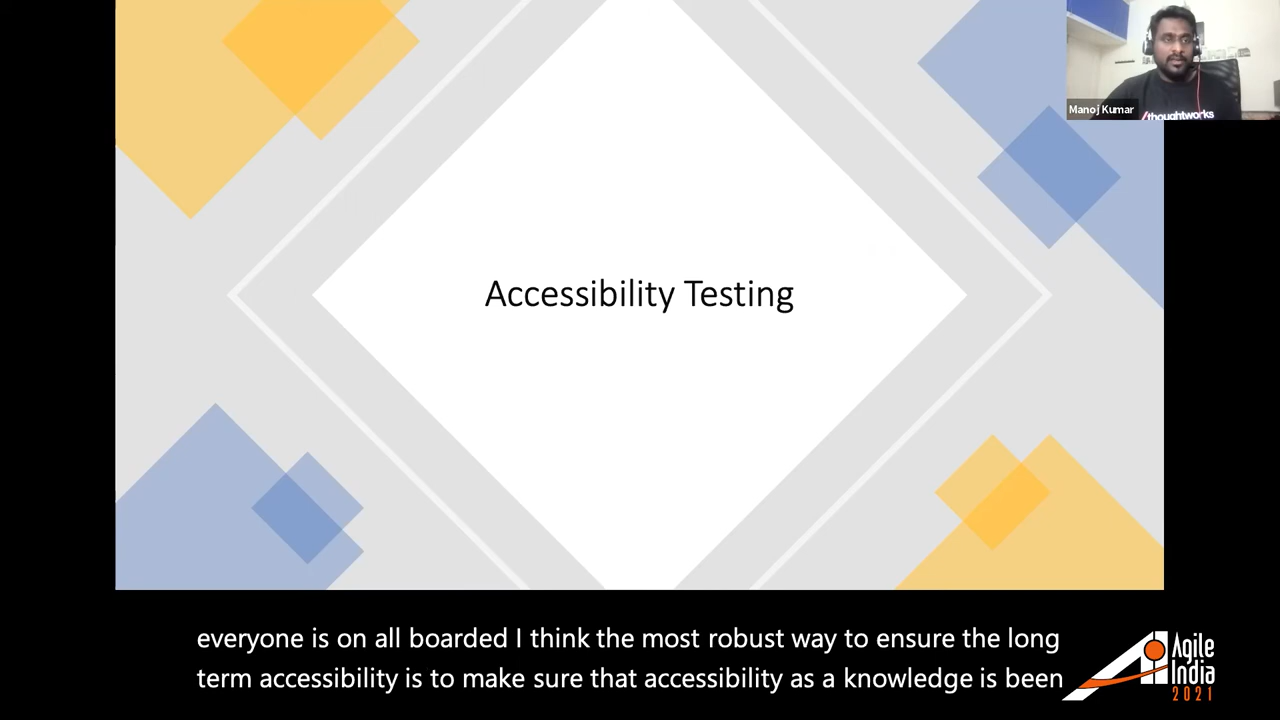 Manoj Kumar
/thoughtworks
Accessibility Testing
everyone is on all boarded I think the most robust way to ensure the long
term accessibility is to make sure that accessibility as a knowledge is been
Agile
India
2021